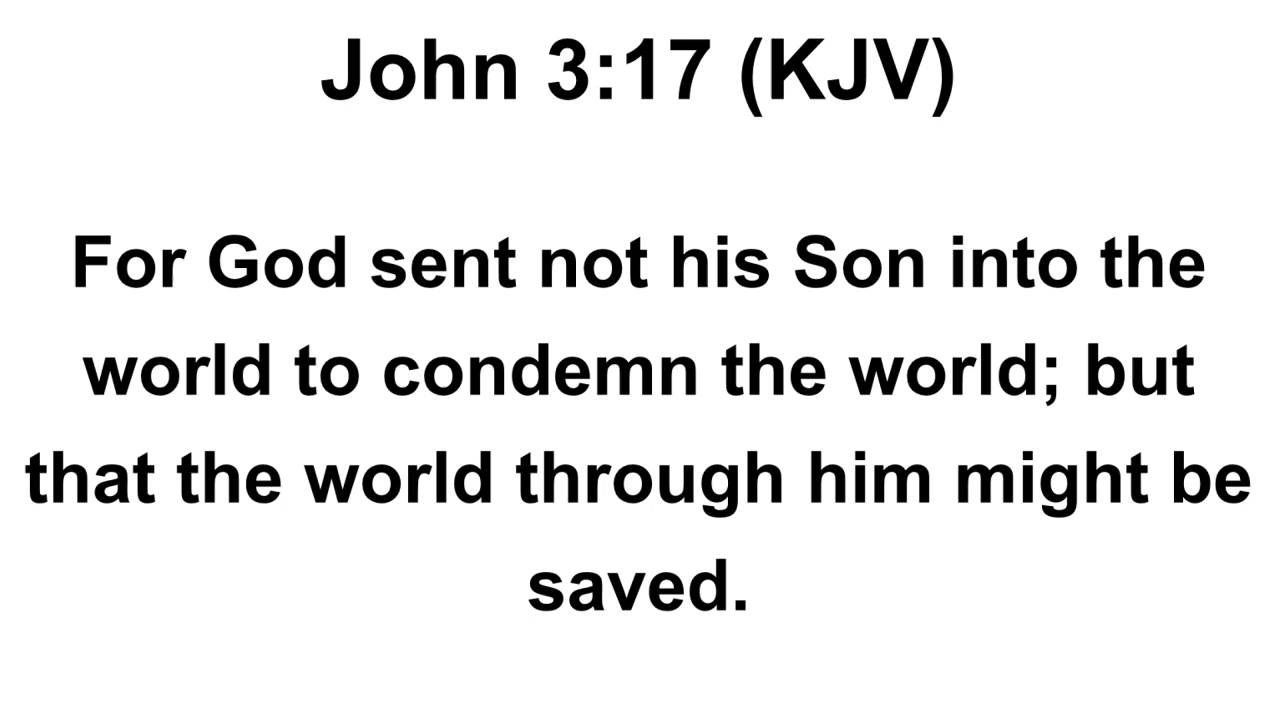 John 3:17 (KJV)
For God sent not his Son into the
world to condemn the world; but
that the world through him might be
saved.